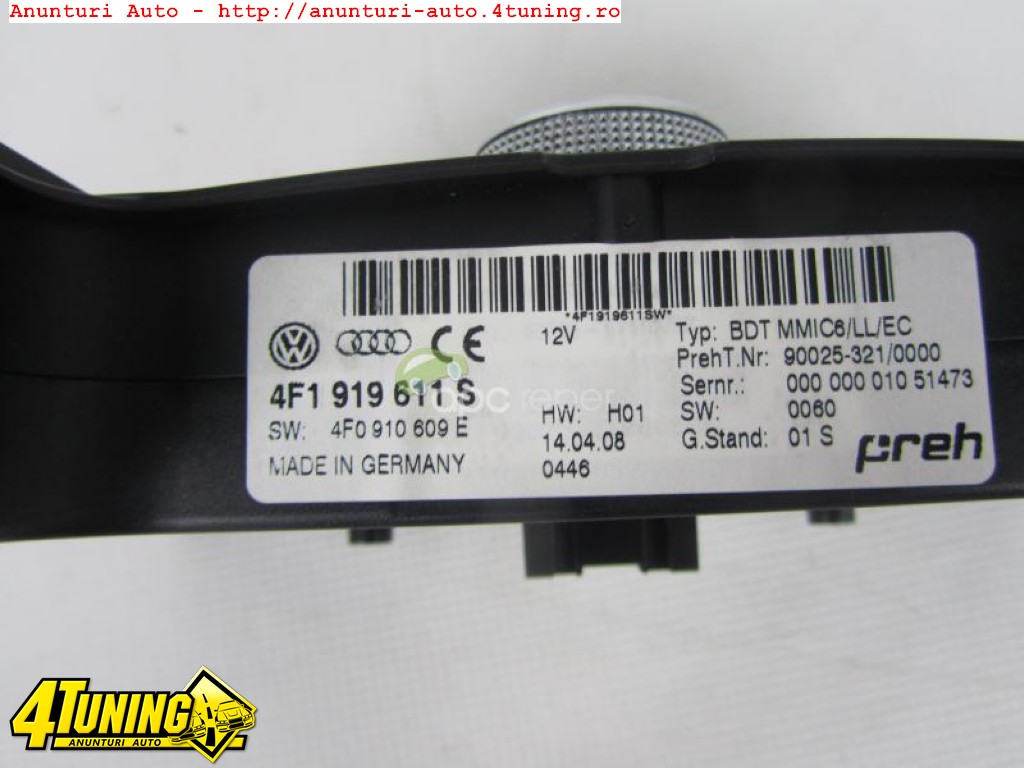 Anunturi Auto - http://anunturi-auto.4tuning.ro
*4F1919611SW*
12V
4F1 919 611 S
SW: 4F0 910 609 E
MADE IN GERMANY
HW: H01
14.04.08
0446
Typ: BDT MMIC6/LL/EC
PrehT.Nr: 90025-321/0000
Sernr.: 000 000 010 51473
SW: 0060
G.Stand: 01 S
preh
abc reper
4TUNING
ANUNTURI AUTO